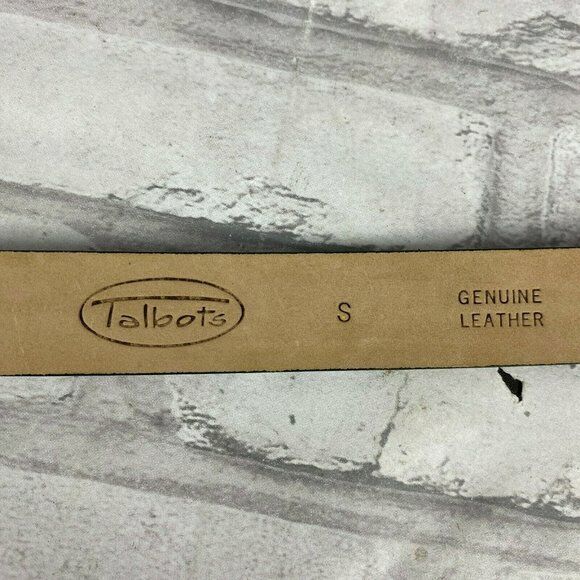 Talbots
S
GENUINE
LEATHER